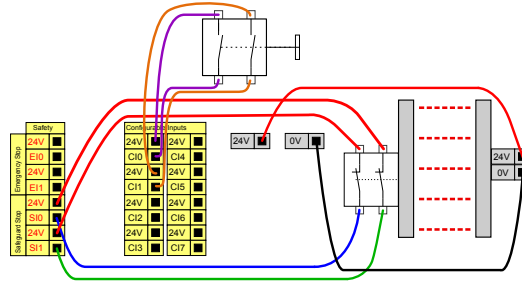 Safety
Emergency Stop
24V
EI0
24V
EI1
Safeguard Stop
24V
SI0
24V
SI1
Configurable Inputs
24V 24V
CI0 CI4
24V 24V
CI1 CI5
24V 24V
CI2 CI6
24V 24V
CI3 CI7
24V 0V
24V
0V